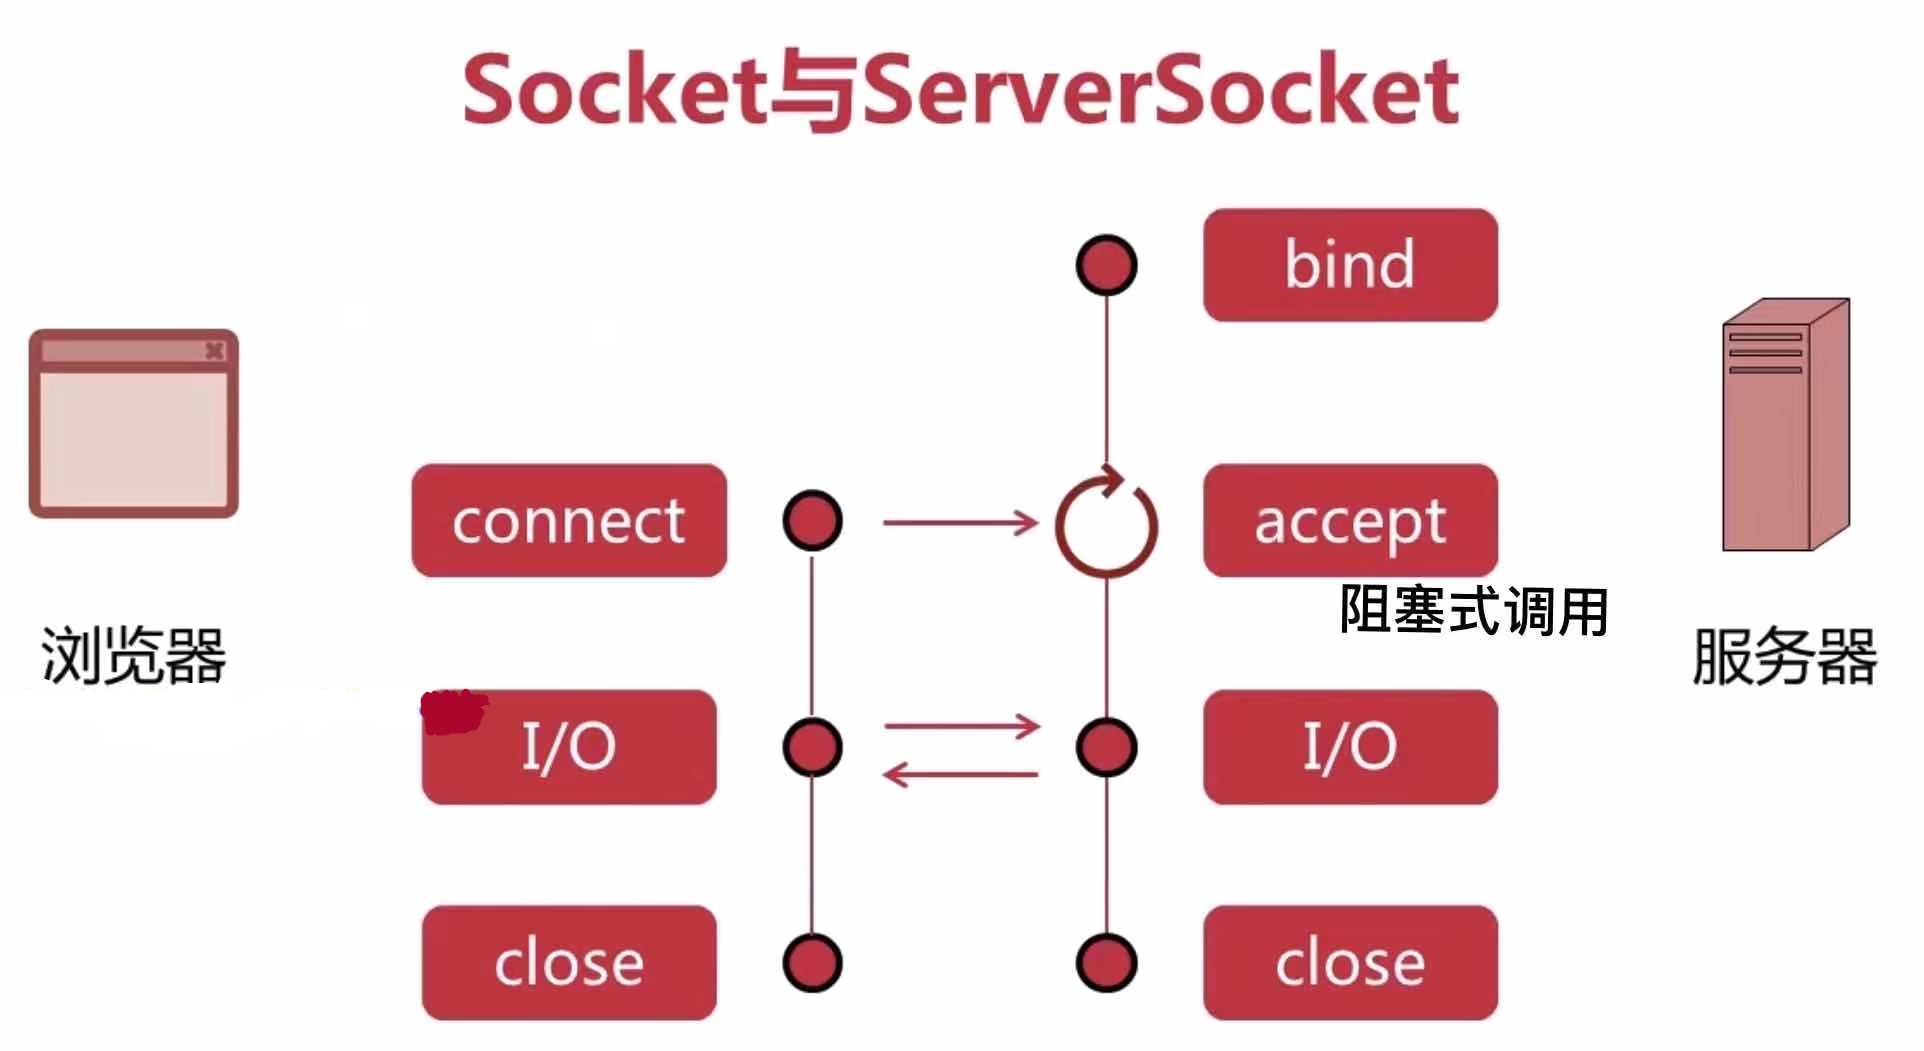 Socket与ServerSocket
bind
connect
accept
阻塞式调用
浏览器
服务器
I/O
I/O
close
close